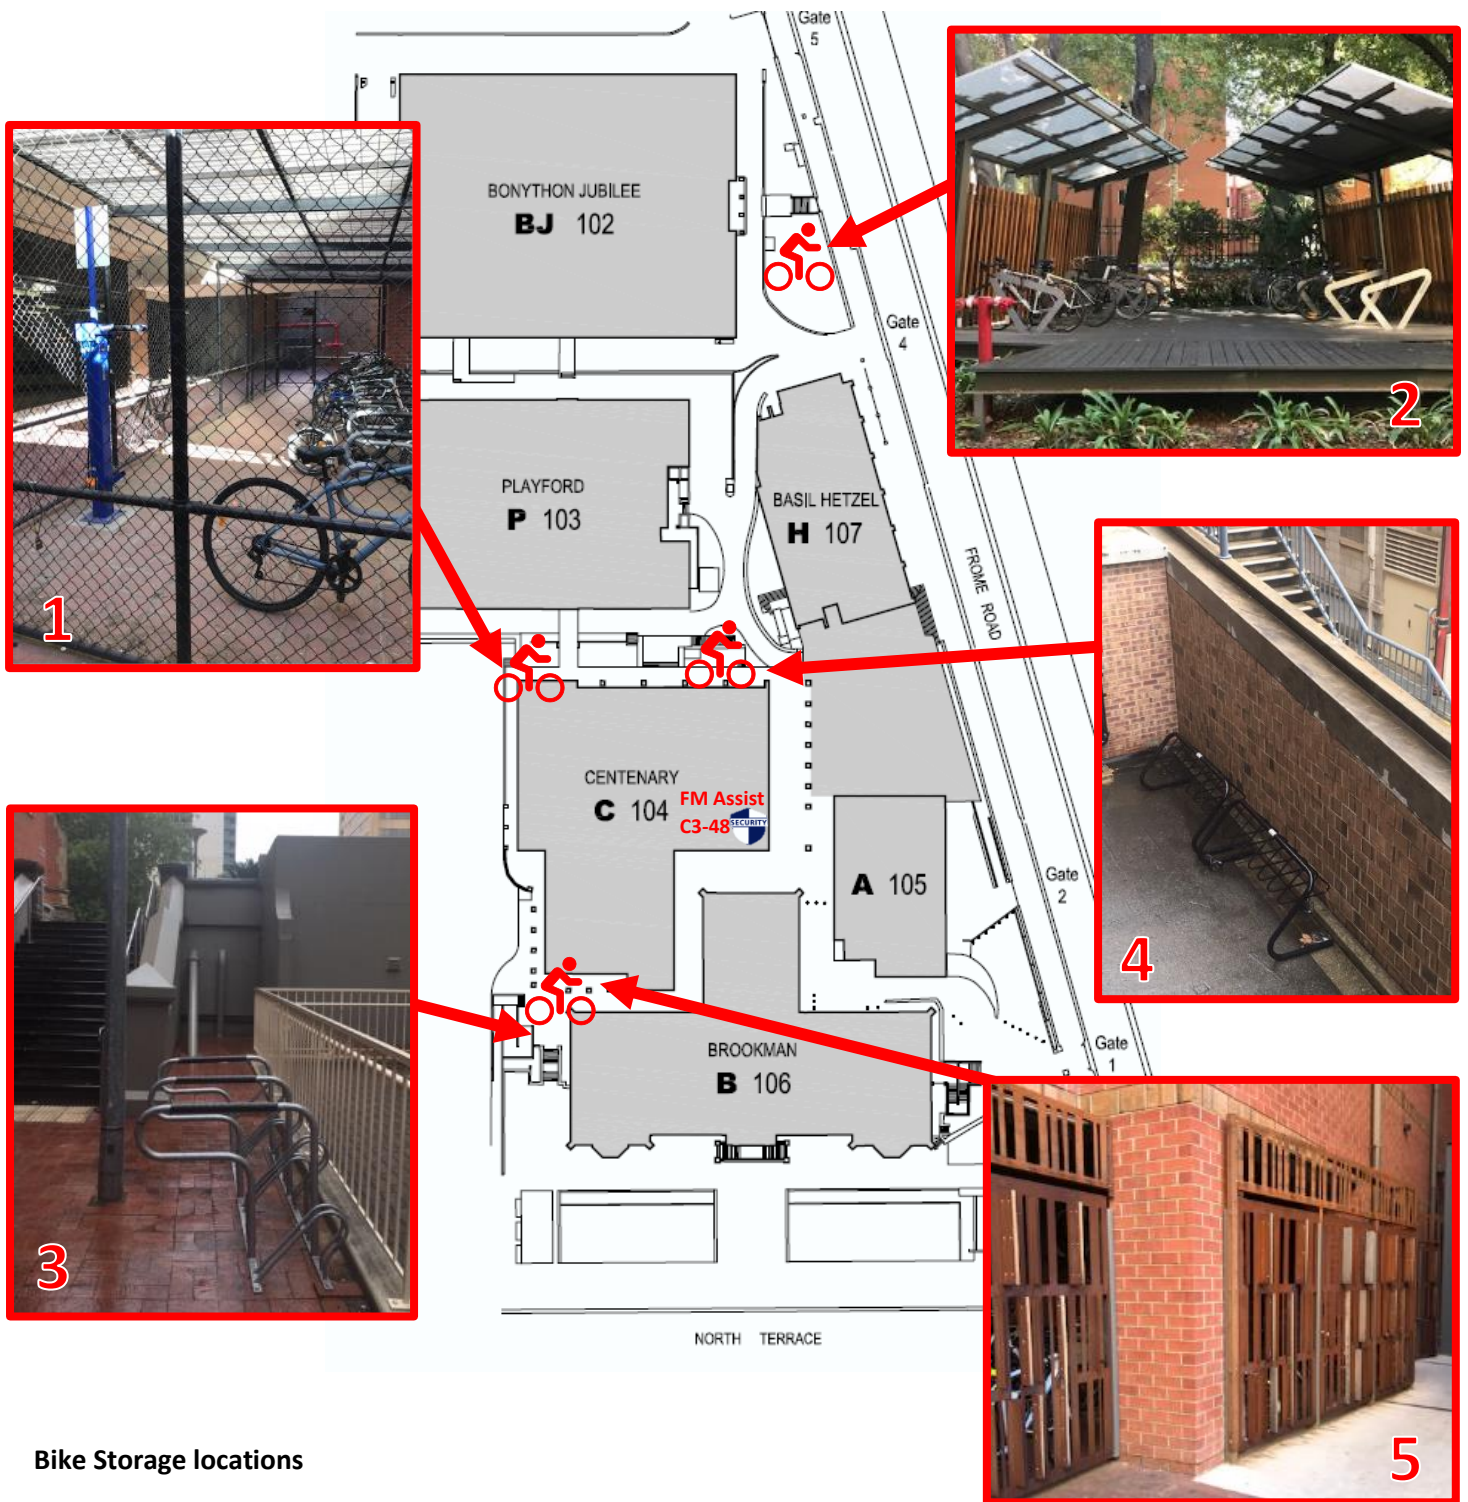 Gate
5
BONYTHON JUBILEE
BJ 102
2
Gate
4
1
PLAYFORD
P 103
BASIL HETZEL
H 107
FROME ROAD
CENTENARY
C 104
FM Assist
C3-48
SECURITY
A 105
Gate
2
4
3
BROOKMAN
B 106
Gate
1
NORTH TERRACE
5
Bike Storage locations